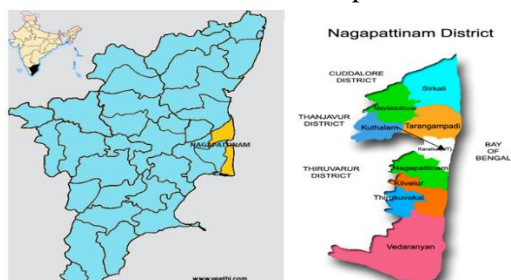 NAGAPATTINAM
www.veethi.com
Nagapattinam District
CUDDALORE
DISTRICT
Sirkali
Mayiladuturai
THANJAVUR
DISTRICT
Kuthalam
Tarangampadi
BAY
OF
BENGAL
THIRUVARUR
DISTRICT
Nagapattinam
Kilvelur
Thirukuvalai
Vedaranyan